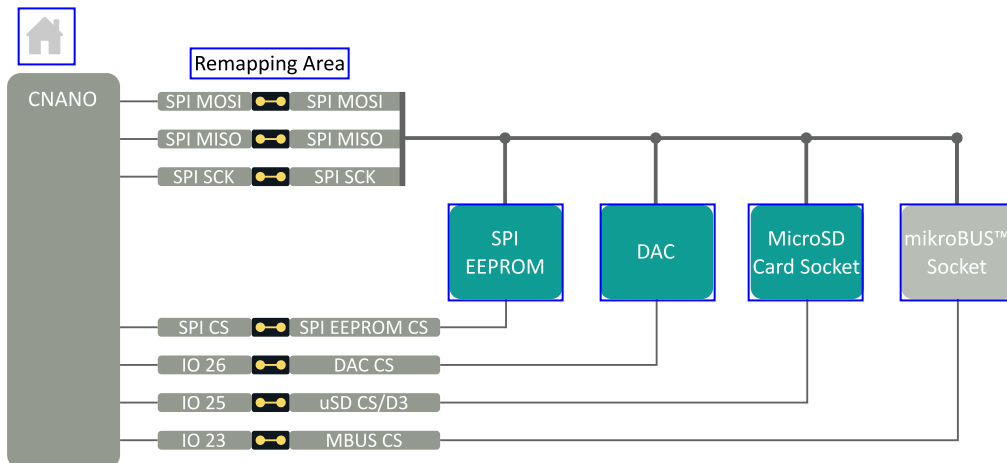 Remapping Area
CNANO
SPI MOSI SPI MOSI
SPI MISO SPI MISO
SPI SCK SPI SCK
SPI
EEPROM
DAC
MicroSD
Card Socket
mikroBUS™
Socket
SPI CS SPI EEPROM CS
IO 26 DAC CS
IO 25 uSD CS/D3
IO 23 MBUS CS